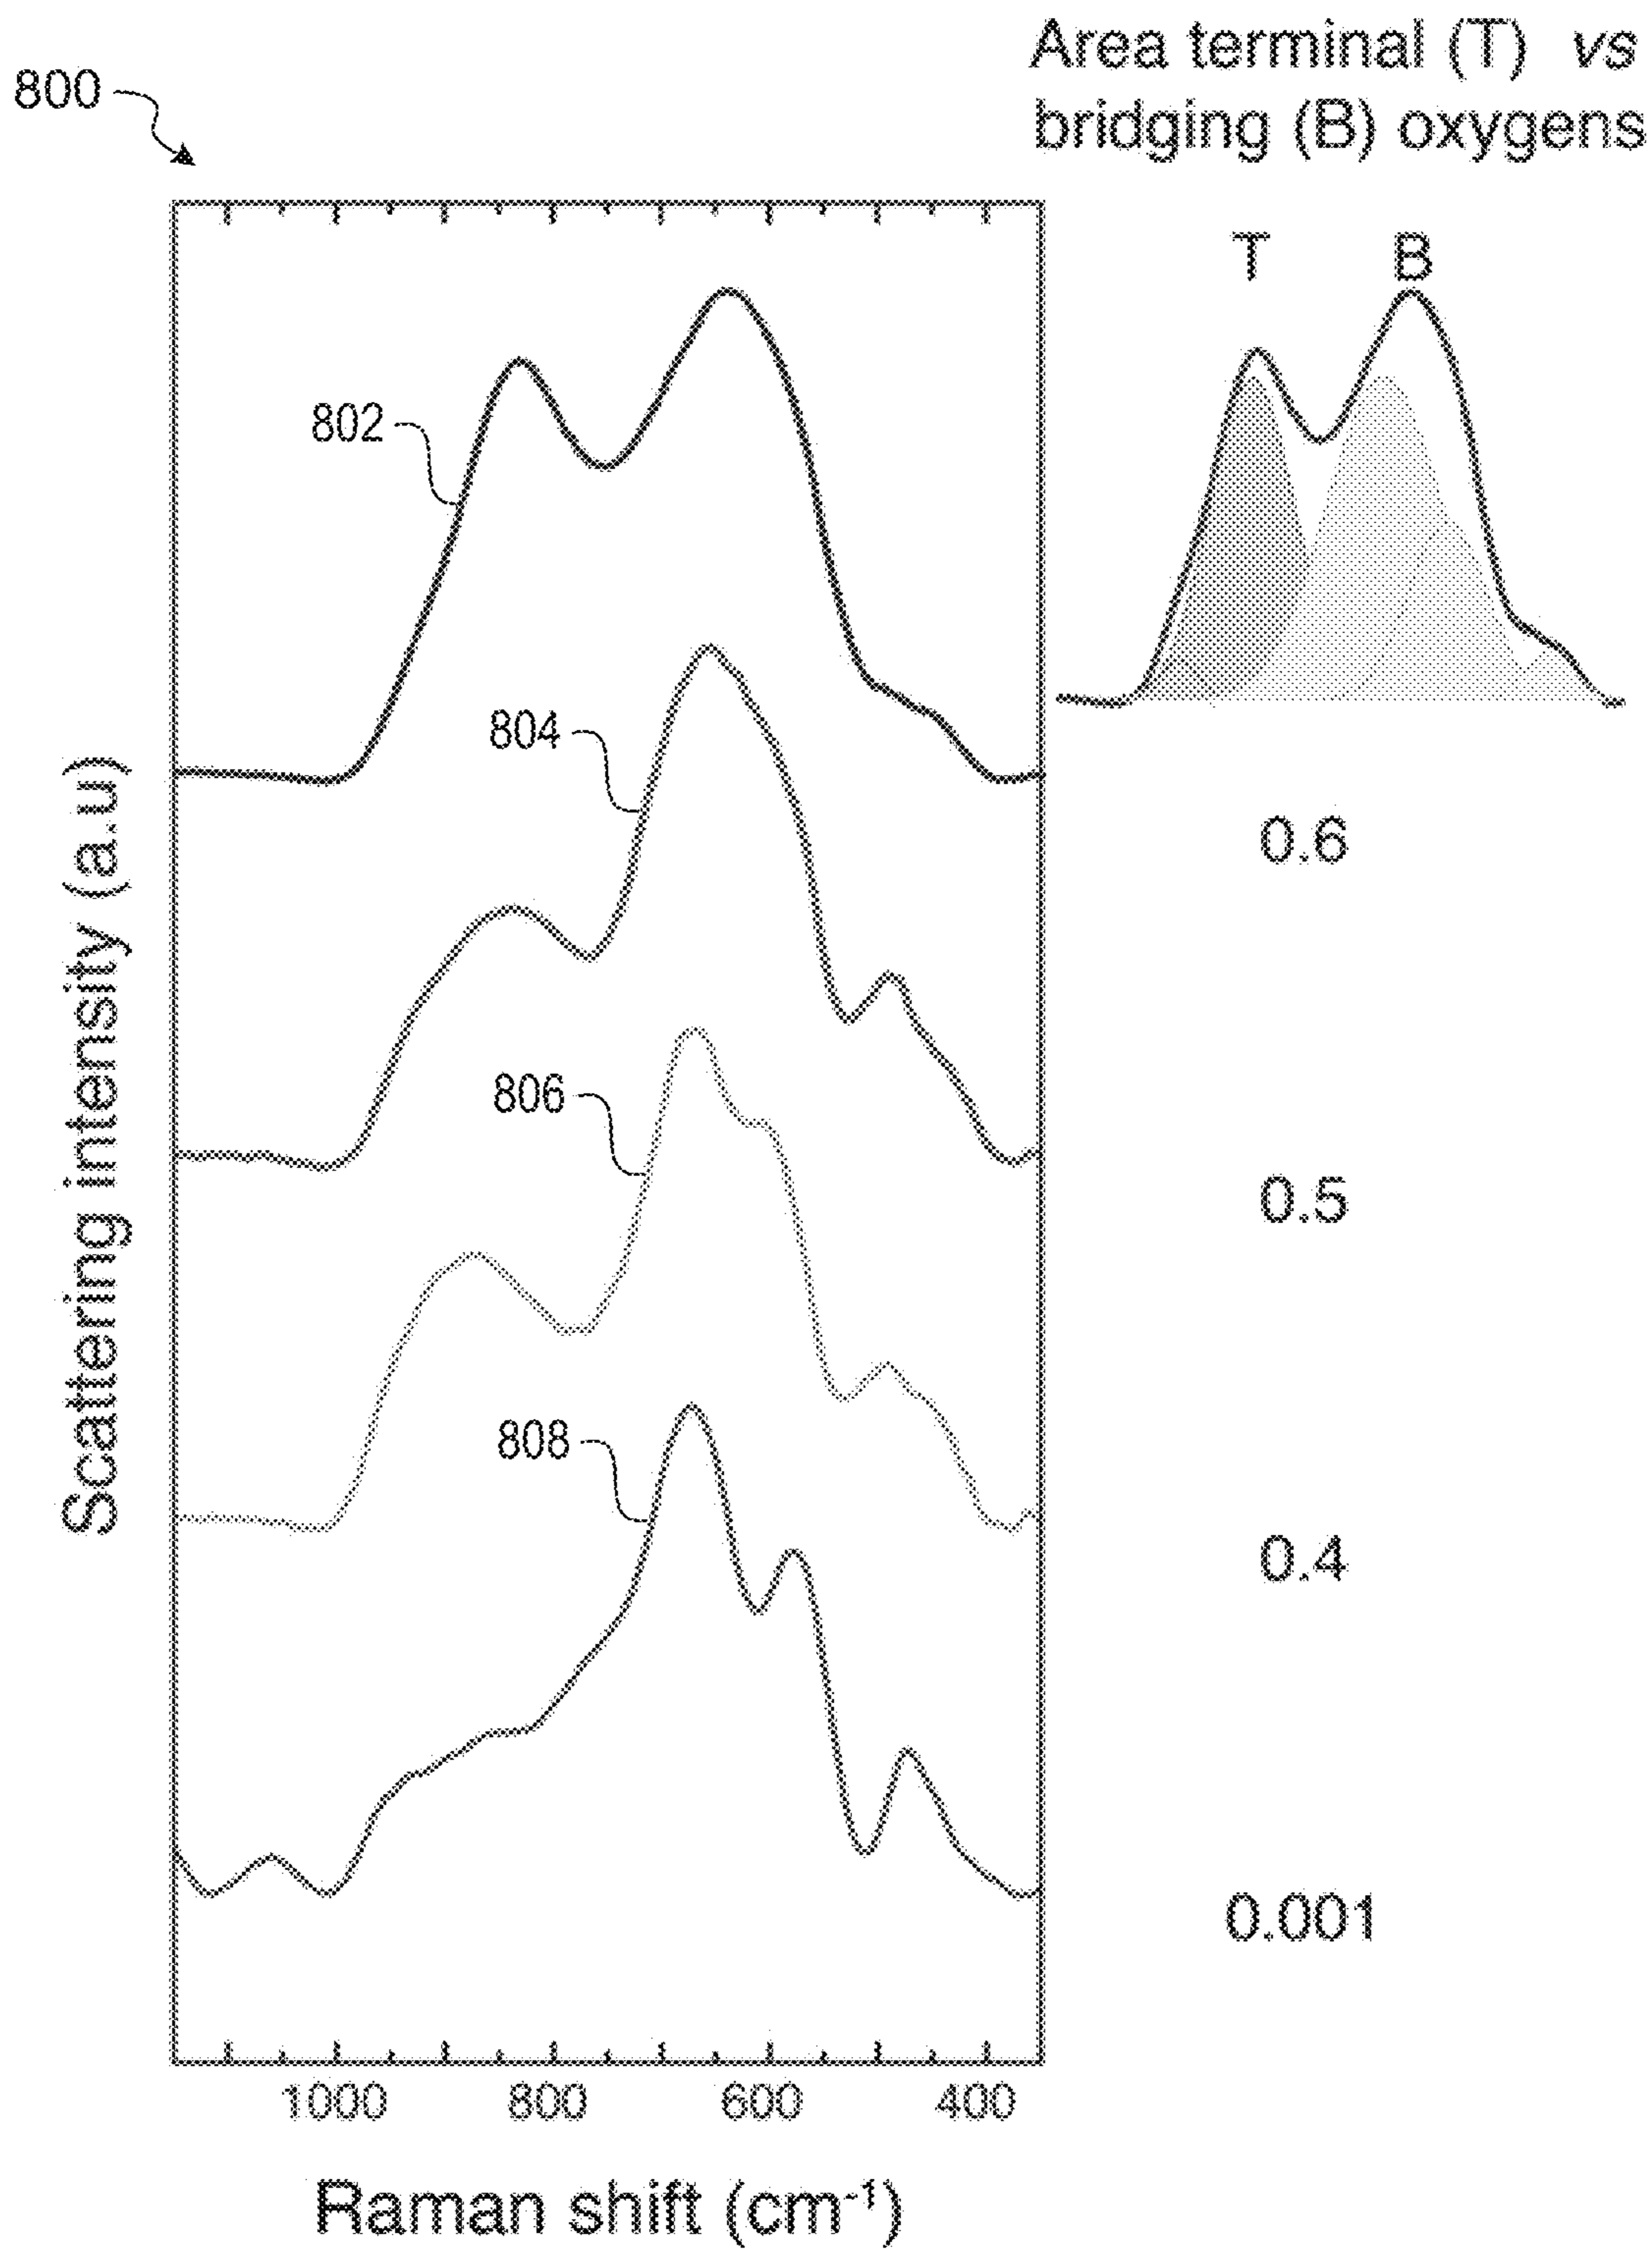 Area terminal (T) vs
bridging (B) oxygens
800
T B
802
804
0.6
806
0.5
808
0.4
0.001
Scattering intensity (a.u)
1000 800 600 400
Raman shift (cm-1)